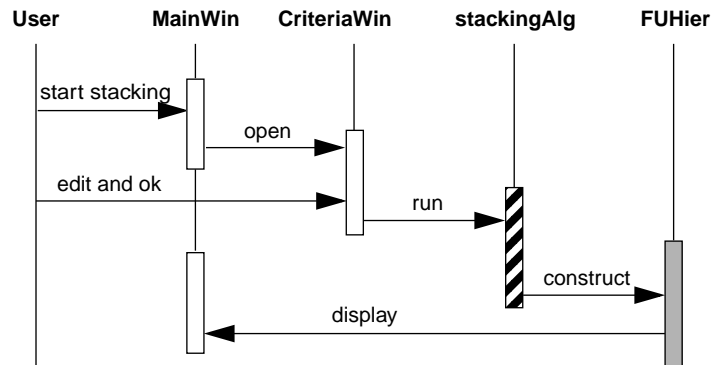 User
MainWin
CriteriaWin
stackingAlg
FUHier
start stacking
open
edit and ok
run
construct
display